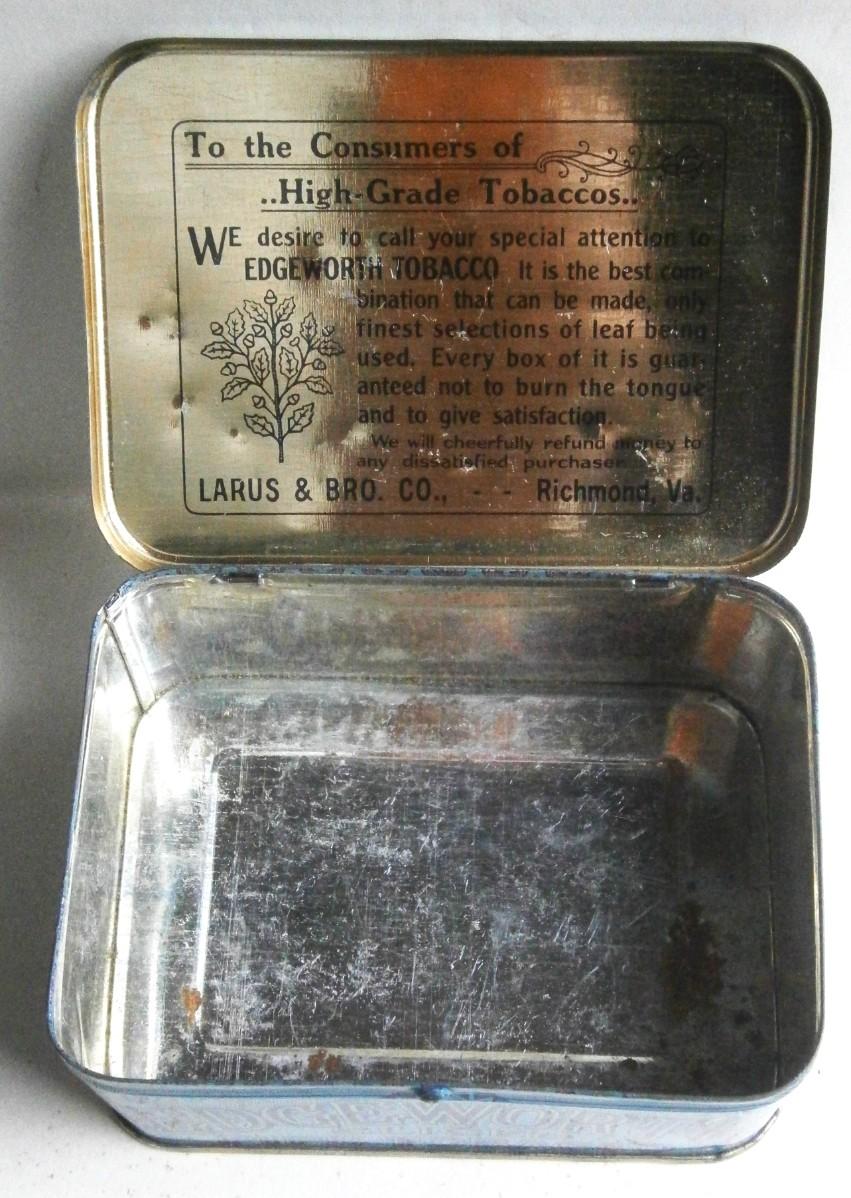 To the Consumers of
..High-Grade Tobaccos..
WE desire to call your special attention to
EDGEWORTH TOBACCO It is the best com-
bination that can be made, only
finest selections of leaf being
used. Every box of it is guar-
anteed not to burn the tongue
and to give satisfaction.
We will cheerfully refund money to
any dissatisfied purchaser
LARUS & BRO. CO., - - Richmond, Va.
EDGEWORTH